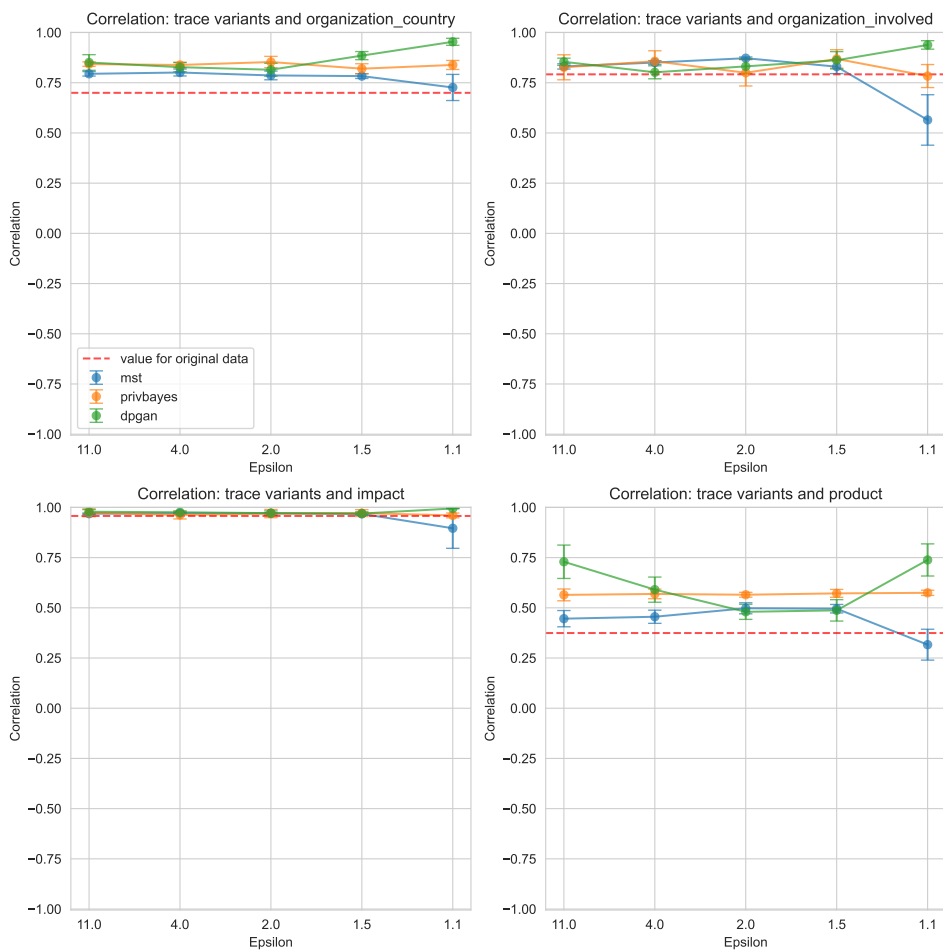 Correlation: trace variants and organization_country
1.00
0.75
0.50
0.25
0.00
−0.25
−0.50
−0.75
−1.00
Correlation
value for original data
mst
privbayes
dpgan
11.0 4.0 2.0 1.5 1.1
Epsilon
Correlation: trace variants and organization_involved
1.00
0.75
0.50
0.25
0.00
−0.25
−0.50
−0.75
−1.00
Correlation
11.0 4.0 2.0 1.5 1.1
Epsilon
Correlation: trace variants and impact
1.00
0.75
0.50
0.25
0.00
−0.25
−0.50
−0.75
−1.00
Correlation
11.0 4.0 2.0 1.5 1.1
Epsilon
Correlation: trace variants and product
1.00
0.75
0.50
0.25
0.00
−0.25
−0.50
−0.75
−1.00
Correlation
11.0 4.0 2.0 1.5 1.1
Epsilon